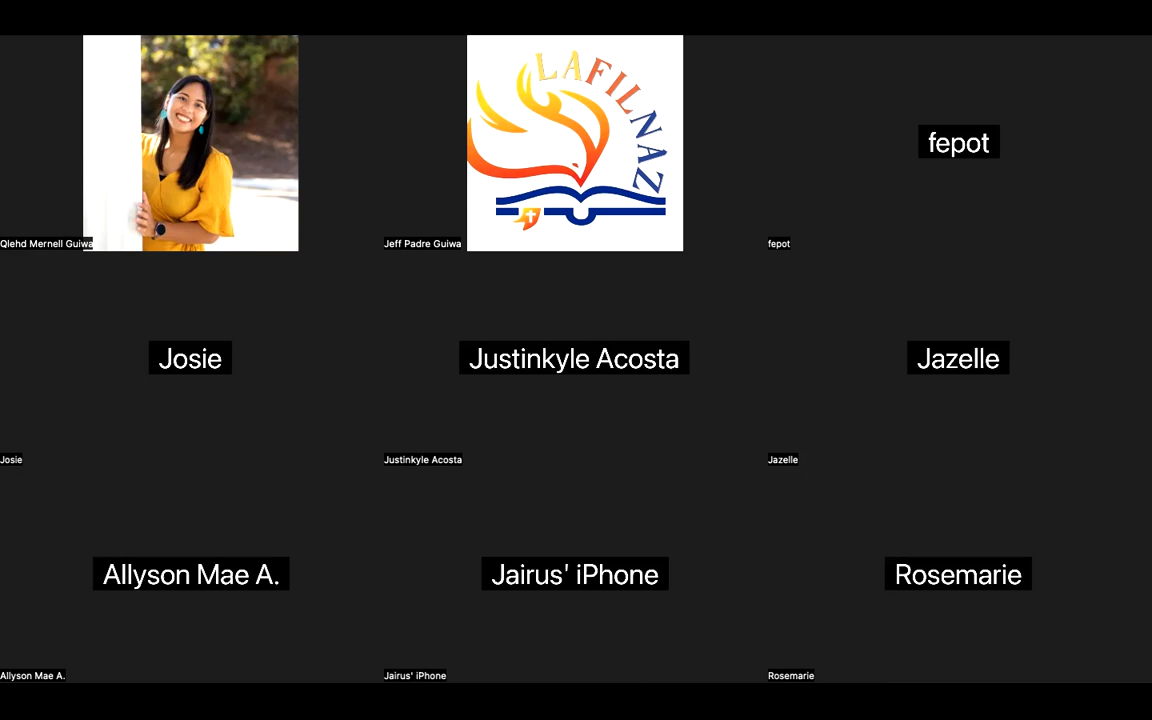 LAFILNAZ
fepot
Qlehd Mernell Guiwa
Jeff Padre Guiwa
fepot
Josie
Justinkyle Acosta
Jazelle
Josie
Justinkyle Acosta
Jazelle
Allyson Mae A.
Jairus' iPhone
Rosemarie
Allyson Mae A.
Jairus' iPhone
Rosemarie